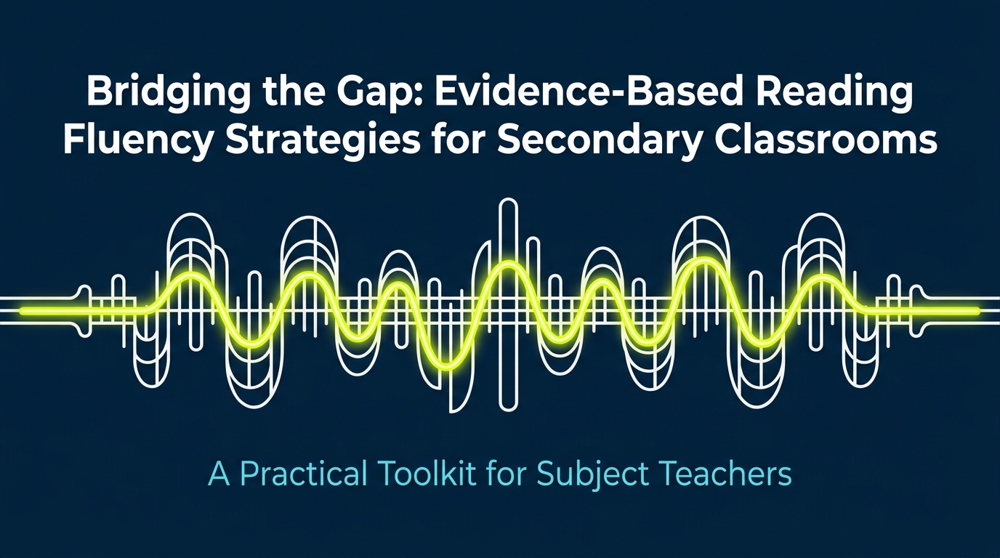 Bridging the Gap: Evidence-Based Reading
Fluency Strategies for Secondary Classrooms
A Practical Toolkit for Subject Teachers